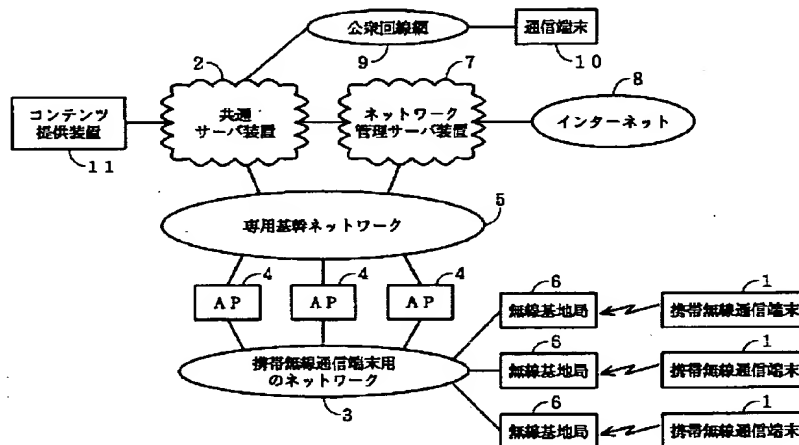 公衆回線網
9
通信端末
10
2
共通
サーバ装置
7
ネットワーク
管理サーバ装置
8
インターネット
コンテンツ
提供装置
11
専用基幹ネットワーク
5
AP
4
AP
4
AP
4
携帯無線通信端末用
のネットワーク
3
6
無線基地局
1
携帯無線通信端末
6
無線基地局
1
携帯無線通信端末
6
無線基地局
1
携帯無線通信端末